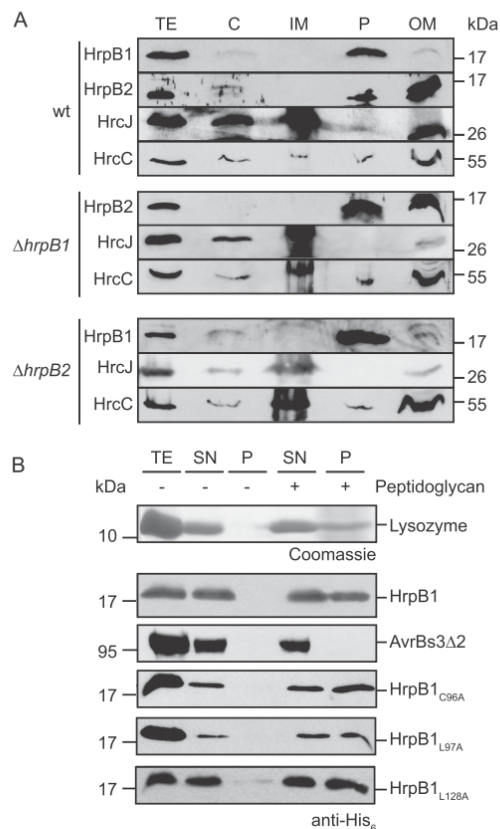 A
TE C IM P OM kDa
wt
HrpB1 17
HrpB2 17
HrcJ 26
HrcC 55
ΔhrpB1
HrpB2 17
HrcJ 26
HrcC 55
ΔhrpB2
HrpB1 17
HrcJ 26
HrcC 55
B
TE SN P SN P
kDa - - - + + Peptidoglycan
10 Lysozyme
Coomassie
17 HrpB1
95 AvrBs3Δ2
17 HrpB1C96A
17 HrpB1L97A
17 HrpB1L128A
anti-His6